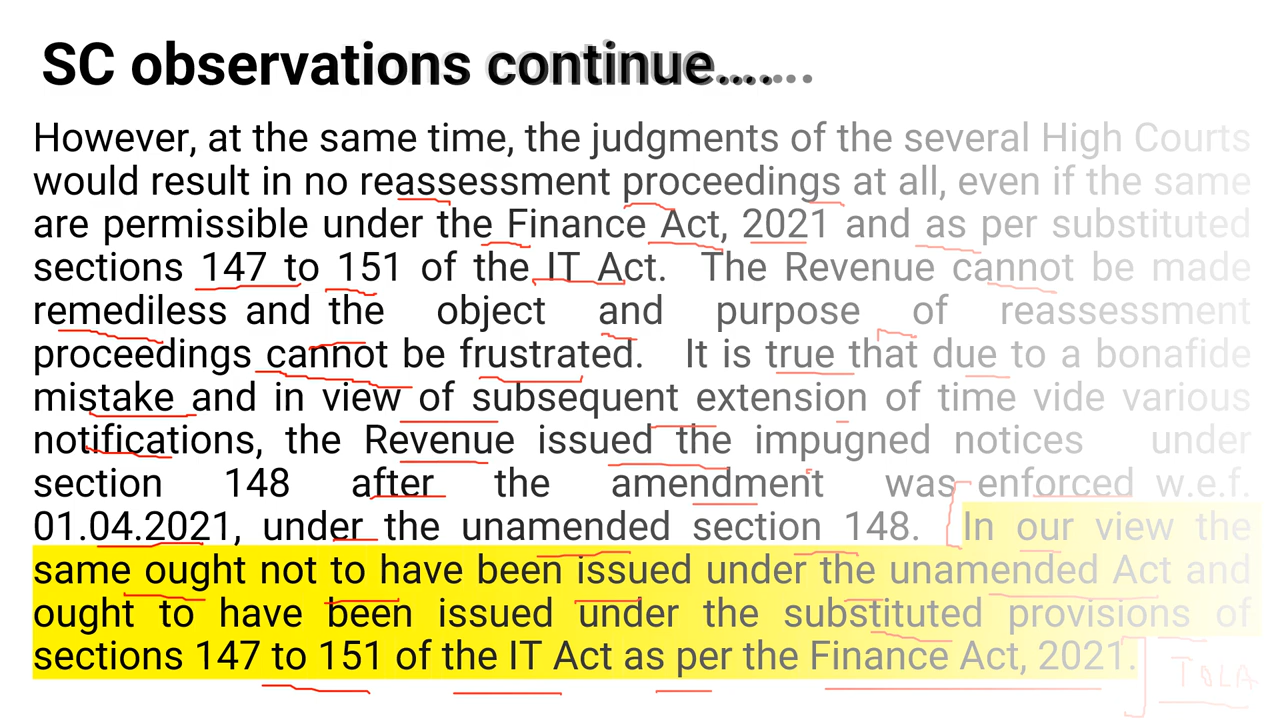 SC observations continue…....
However, at the same time, the judgments of the several High Courts
would result in no reassessment proceedings at all, even if the same
are permissible under the Finance Act, 2021 and as per substituted
sections 147 to 151 of the IT Act. The Revenue cannot be made
remediless and the object and purpose of reassessment
proceedings cannot be frustrated. It is true that due to a bonafide
mistake and in view of subsequent extension of time vide various
notifications, the Revenue issued the impugned notices under
section 148 after the amendment was enforced w.e.f.
01.04.2021, under the unamended section 148. In our view the
same ought not to have been issued under the unamended Act and
ought to have been issued under the substituted provisions of
sections 147 to 151 of the IT Act as per the Finance Act, 2021.
TOLA